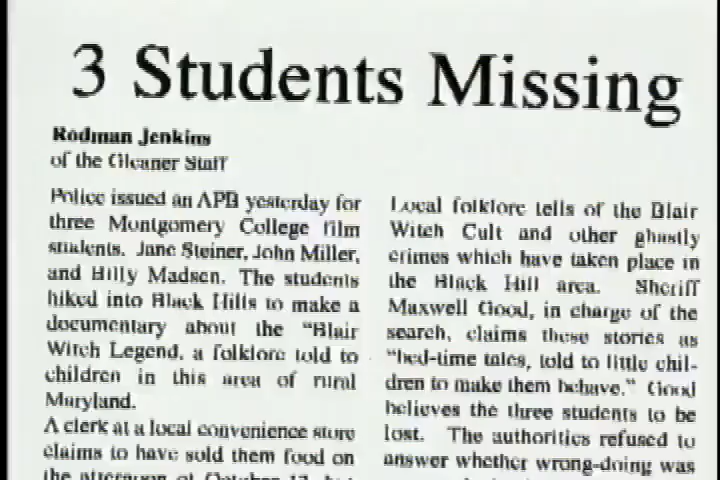 3 Students Missing
Rodman Jenkins
of the Gleaner Staff
Police issued an APB yesterday for
three Montgomery College film
students. Jane Steiner, John Miller,
and Billy Madsen. The students
hiked into Black Hills to make a
documentary about the "Blair
Witch Legend, a folklore told to
children in this area of rural
Maryland.
A clerk at a local convenience store
claims to have sold them food on
the afternoon of October
Local folklore tells of the Blair
Witch Cult and other ghastly
crimes which have taken place in
the Black Hill area. Sheriff
Maxwell Good, in charge of the
search, claims these stories as
"bed-time tales, told to little chil-
dren to make them behave." Good
believes the three students to be
lost. The authorities refused to
answer whether wrong-doing was